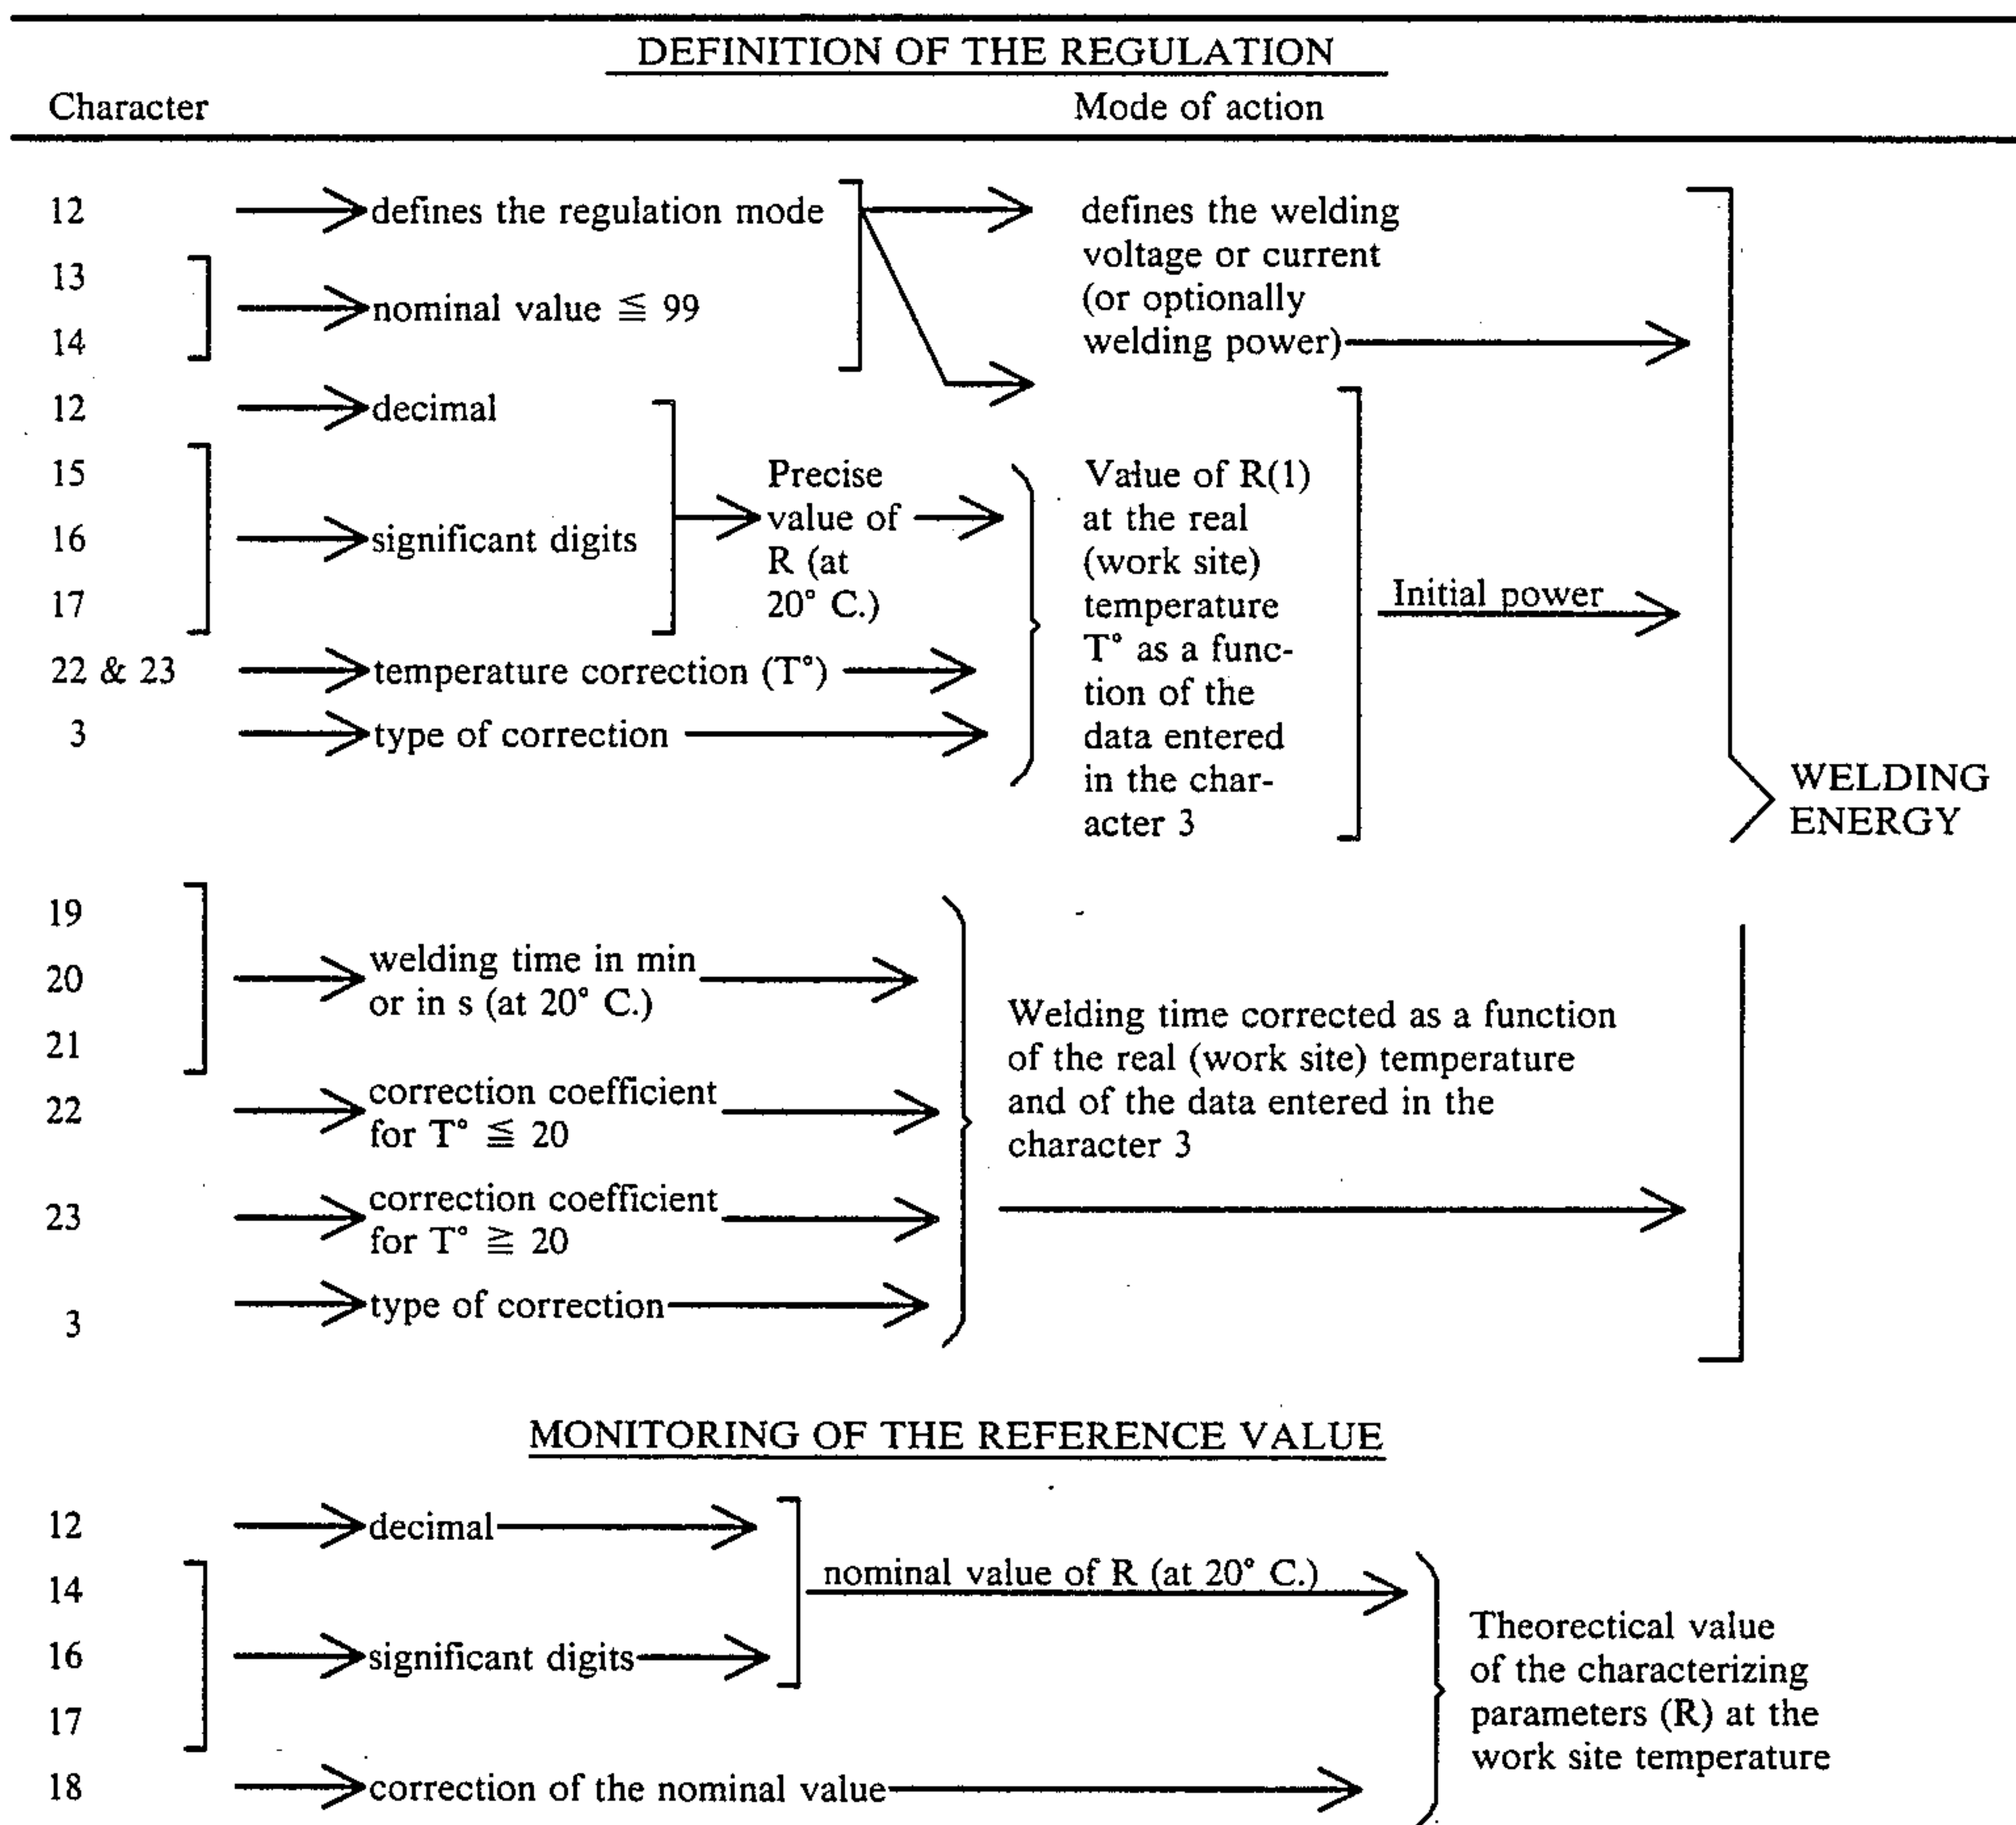 DEFINITION OF THE REGULATION
Character Mode of action
12 defines the regulation mode
defines the welding
voltage or current
(or optionally
welding power)
13
14
nominal value ≦ 99
12 decimal
15
16
17
significant digits
Precise
value of
R (at
20° C.)
22 & 23 temperature correction (T°)
3 type of correction
Value of R(1)
at the real
(work site)
temperature
T° as a func-
tion of the
data entered
in the char-
acter 3
Initial power
WELDING
ENERGY
19
20
21
welding time in min
or in s (at 20° C.)
22 correction coefficient
for T° ≦ 20
23 correction coefficient
for T° ≧ 20
3 type of correction
Welding time corrected as a function
of the real (work site) temperature
and of the data entered in the
character 3
MONITORING OF THE REFERENCE VALUE
12 decimal
14
16
17
significant digits
nominal value of R (at 20° C.)
18 correction of the nominal value
Theorectical value
of the characterizing
parameters (R) at the
work site temperature